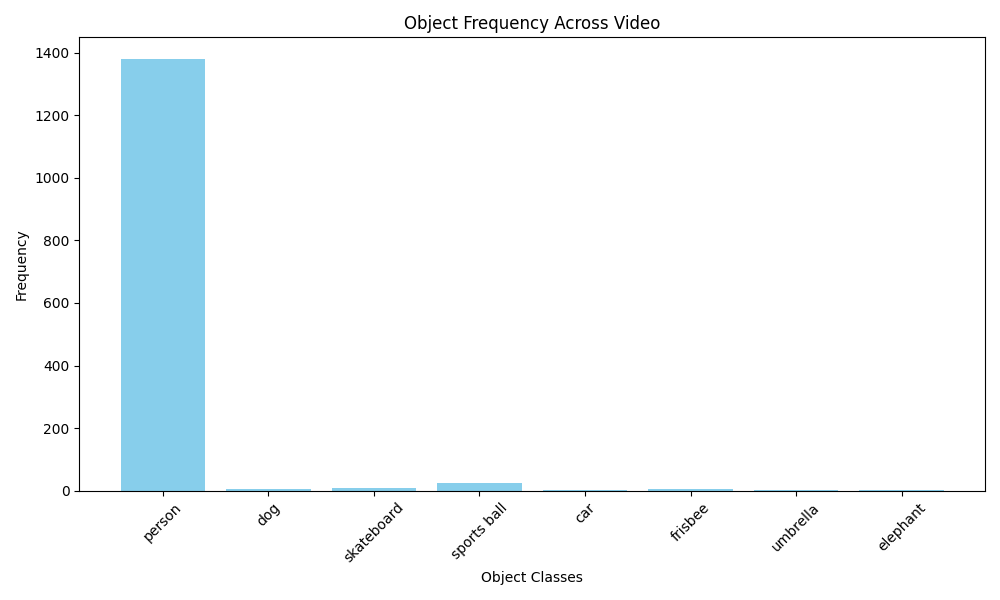 Object Frequency Across Video
Frequency
1400
1200
1000
800
600
400
200
0
person
dog
skateboard
sports ball
car
frisbee
umbrella
elephant
Object Classes